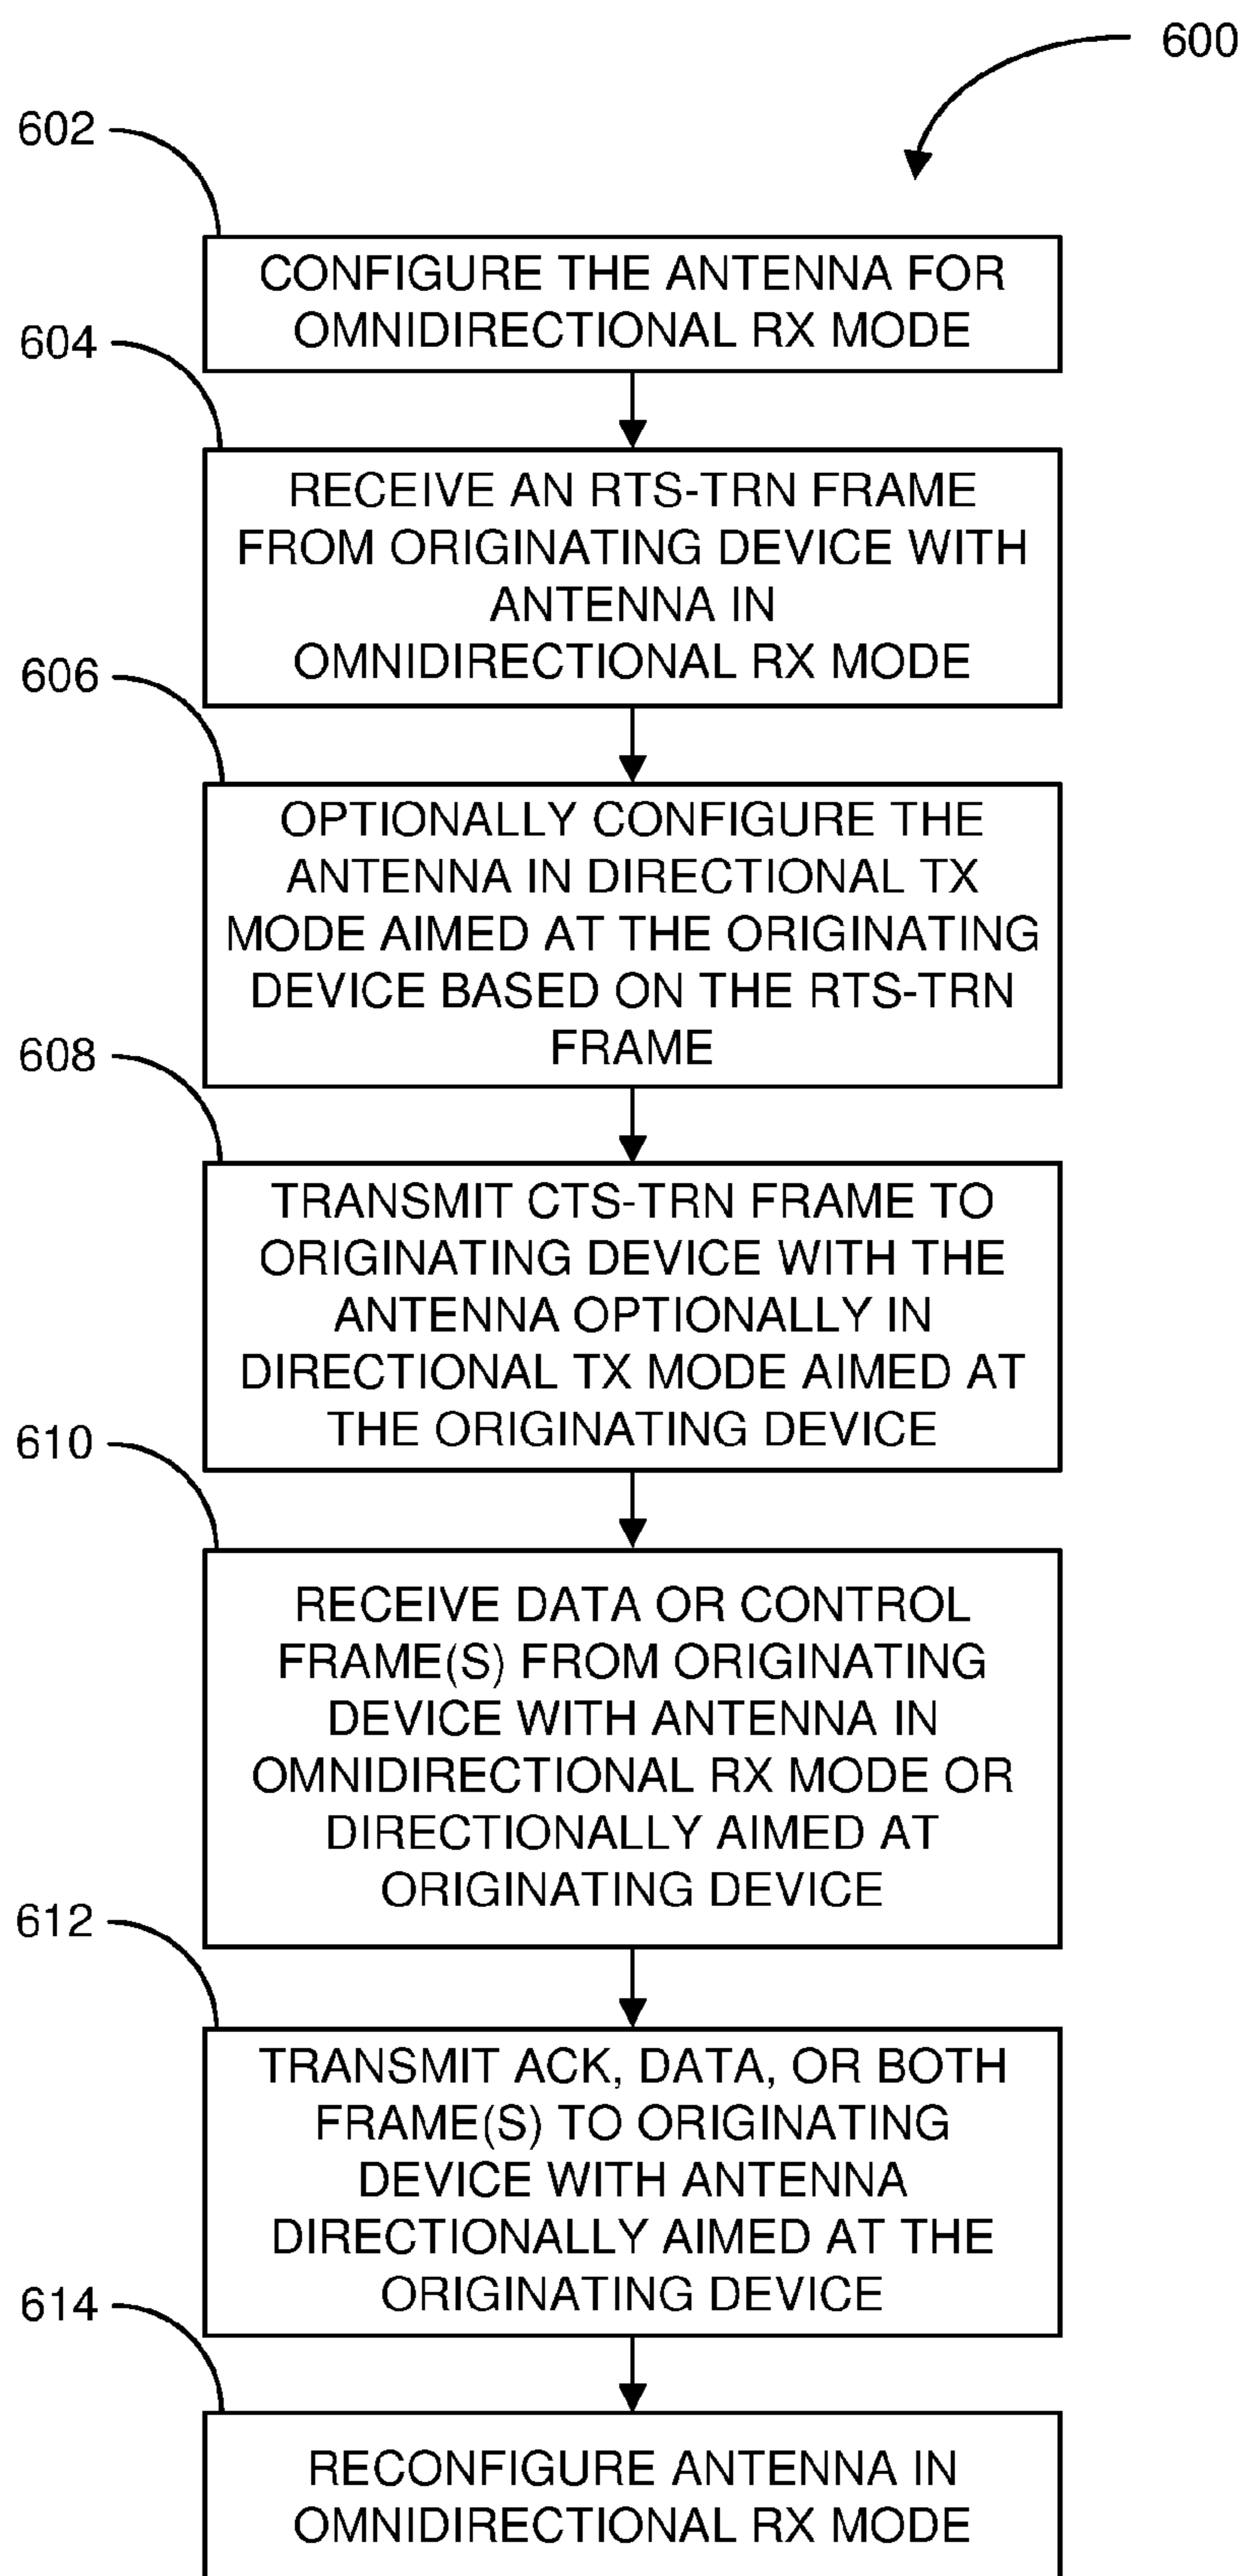 600
602
CONFIGURE THE ANTENNA FOR
OMNIDIRECTIONAL RX MODE
604
RECEIVE AN RTS-TRN FRAME
FROM ORIGINATING DEVICE WITH
ANTENNA IN
OMNIDIRECTIONAL RX MODE
606
OPTIONALLY CONFIGURE THE
ANTENNA IN DIRECTIONAL TX
MODE AIMED AT THE ORIGINATING
DEVICE BASED ON THE RTS-TRN
FRAME
608
TRANSMIT CTS-TRN FRAME TO
ORIGINATING DEVICE WITH THE
ANTENNA OPTIONALLY IN
DIRECTIONAL TX MODE AIMED AT
THE ORIGINATING DEVICE
610
RECEIVE DATA OR CONTROL
FRAME(S) FROM ORIGINATING
DEVICE WITH ANTENNA IN
OMNIDIRECTIONAL RX MODE OR
DIRECTIONALLY AIMED AT
ORIGINATING DEVICE
612
TRANSMIT ACK, DATA, OR BOTH
FRAME(S) TO ORIGINATING
DEVICE WITH ANTENNA
DIRECTIONALLY AIMED AT THE
ORIGINATING DEVICE
614
RECONFIGURE ANTENNA IN
OMNIDIRECTIONAL RX MODE